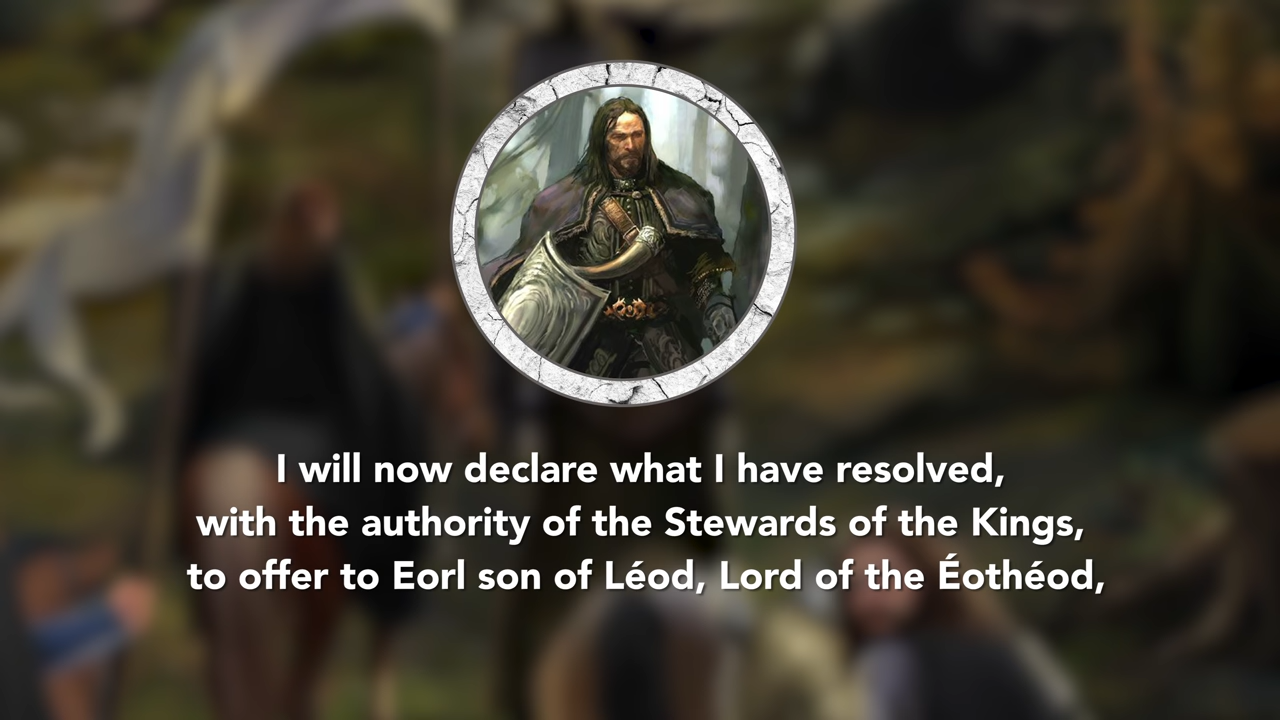 I will now declare what I have resolved,
with the authority of the Stewards of the Kings,
to offer to Eorl son of Léod, Lord of the Éothéod,